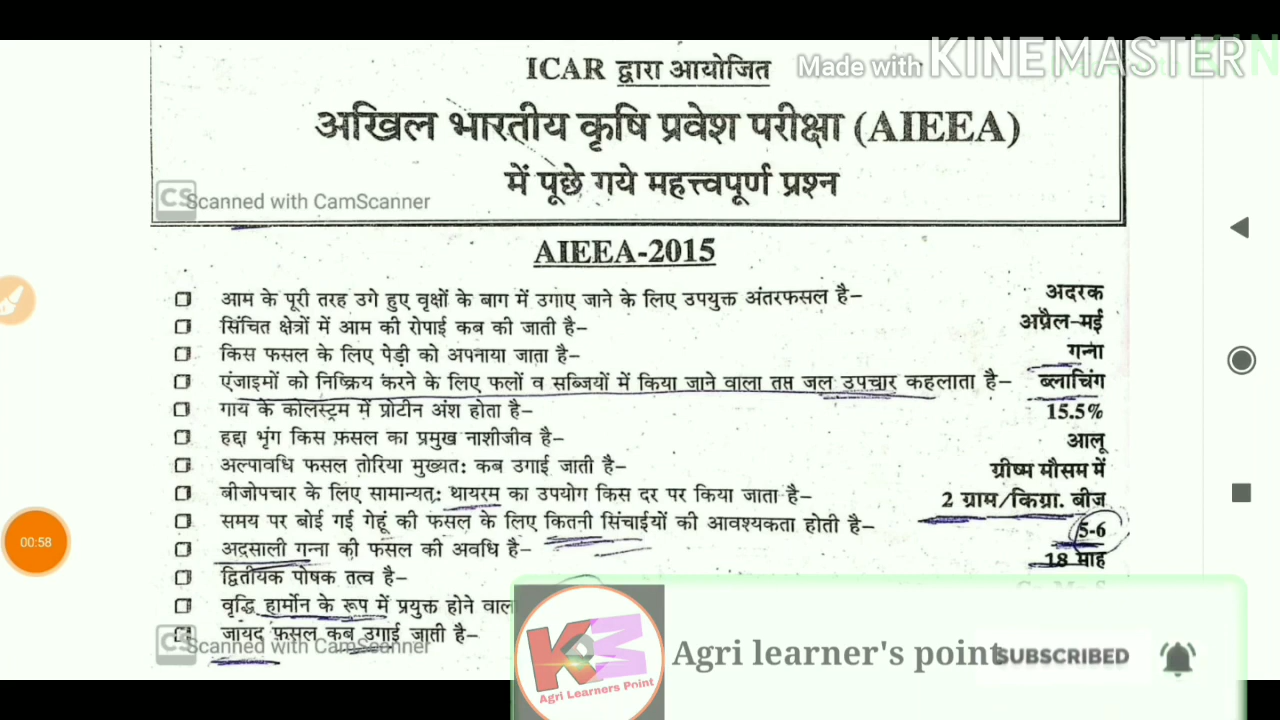 ICAR द्वारा आयोजित
Made with KINEMASTER
अखिल भारतीय कृषि प्रवेश परीक्षा (AIEEA)
में पूछे गये महत्त्वपूर्ण प्रश्न
CS Scanned with CamScanner
AIEEA-2015
आम के पूरी तरह उगे हुए वृक्षों के बाग में उगाए जाने के लिए उपयुक्त अंतरफसल है– अदरक
सिंचित क्षेत्रों में आम की रोपाई कब की जाती है– अप्रैल-मई
किस फसल के लिए पेड़ी को अपनाया जाता है– गन्ना
एंजाइमों को निष्क्रिय करने के लिए फलों व सब्जियों में किया जाने वाला तप्त जल उपचार कहलाता है– ब्लाचिंग
गाय के कोलस्ट्रम में प्रोटीन अंश होता है– 15.5%
हद्दा भृंग किस फ़सल का प्रमुख नाशीजीव है– आलू
अल्पावधि फसल तोरिया मुख्यत: कब उगाई जाती है– ग्रीष्म मौसम में
बीजोपचार के लिए सामान्यत: थायरम का उपयोग किस दर पर किया जाता है– 2 ग्राम/किग्रा. बीज
समय पर बोई गई गेहूं की फसल के लिए कितनी सिंचाईयों की आवश्यकता होती है– 5-6
00:58
अद्साली गन्ना की फसल की अवधि है– 18 माह
द्वितीयक पोषक तत्व है–
वृद्धि हार्मोन के रूप में प्रयुक्त होने वाल
जायद फ़सल कब उगाई जाती है–
CS Scanned with CamScanner
KM
Agri Learners Point
Agri learner's point
SUBSCRIBED